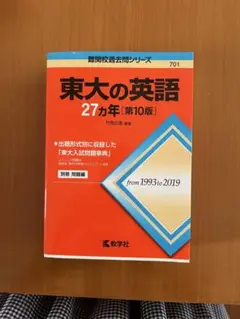 難関校過去問シリーズ
701
東大の英語
27カ年[第10版]
竹岡広信 編著
●出題形式別に収録した
「東大入試問題事典」
別冊 問題編
from 1993 to 2019
教学社